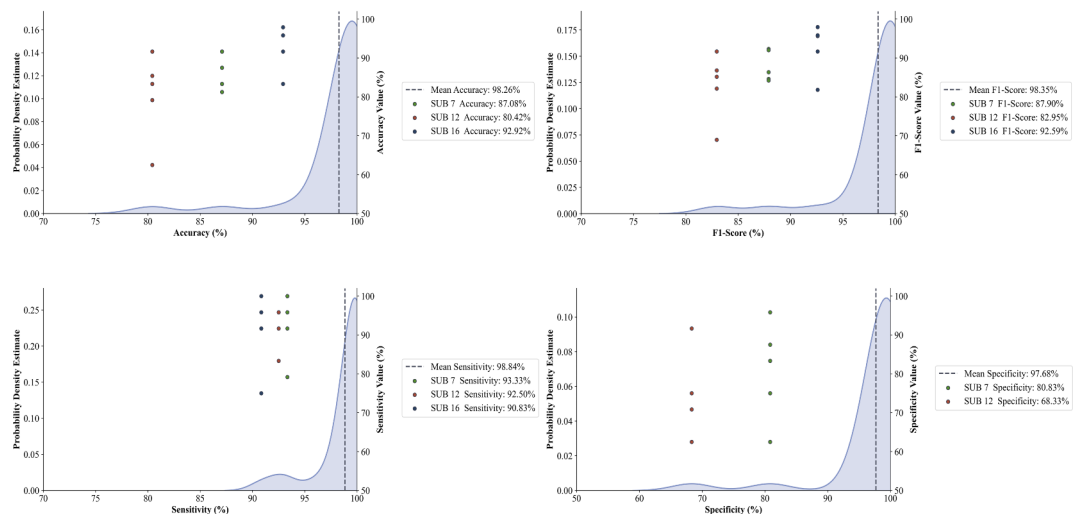 0.16
0.14
0.12
0.10
0.08
0.06
0.04
0.02
0.00
Probability Density Estimate
70 75 80 85 90 95 100
Accuracy (%)
100
90
80
70
60
50
Accuracy Value (%)
Mean Accuracy: 98.26%
SUB 7 Accuracy: 87.08%
SUB 12 Accuracy: 80.42%
SUB 16 Accuracy: 92.92%
0.175
0.150
0.125
0.100
0.075
0.050
0.025
0.000
Probability Density Estimate
70 75 80 85 90 95 100
F1-Score (%)
100
90
80
70
60
50
F1-Score Value (%)
Mean F1-Score: 98.35%
SUB 7 F1-Score: 87.90%
SUB 12 F1-Score: 82.95%
SUB 16 F1-Score: 92.59%
0.25
0.20
0.15
0.10
0.05
0.00
Probability Density Estimate
70 75 80 85 90 95 100
Sensitivity (%)
100
90
80
70
60
50
Sensitivity Value (%)
Mean Sensitivity: 98.84%
SUB 7 Sensitivity: 93.33%
SUB 12 Sensitivity: 92.50%
SUB 16 Sensitivity: 90.83%
0.10
0.08
0.06
0.04
0.02
0.00
Probability Density Estimate
50 60 70 80 90 100
Specificity (%)
100
90
80
70
60
50
Specificity Value (%)
Mean Specificity: 97.68%
SUB 7 Specificity: 80.83%
SUB 12 Specificity: 68.33%